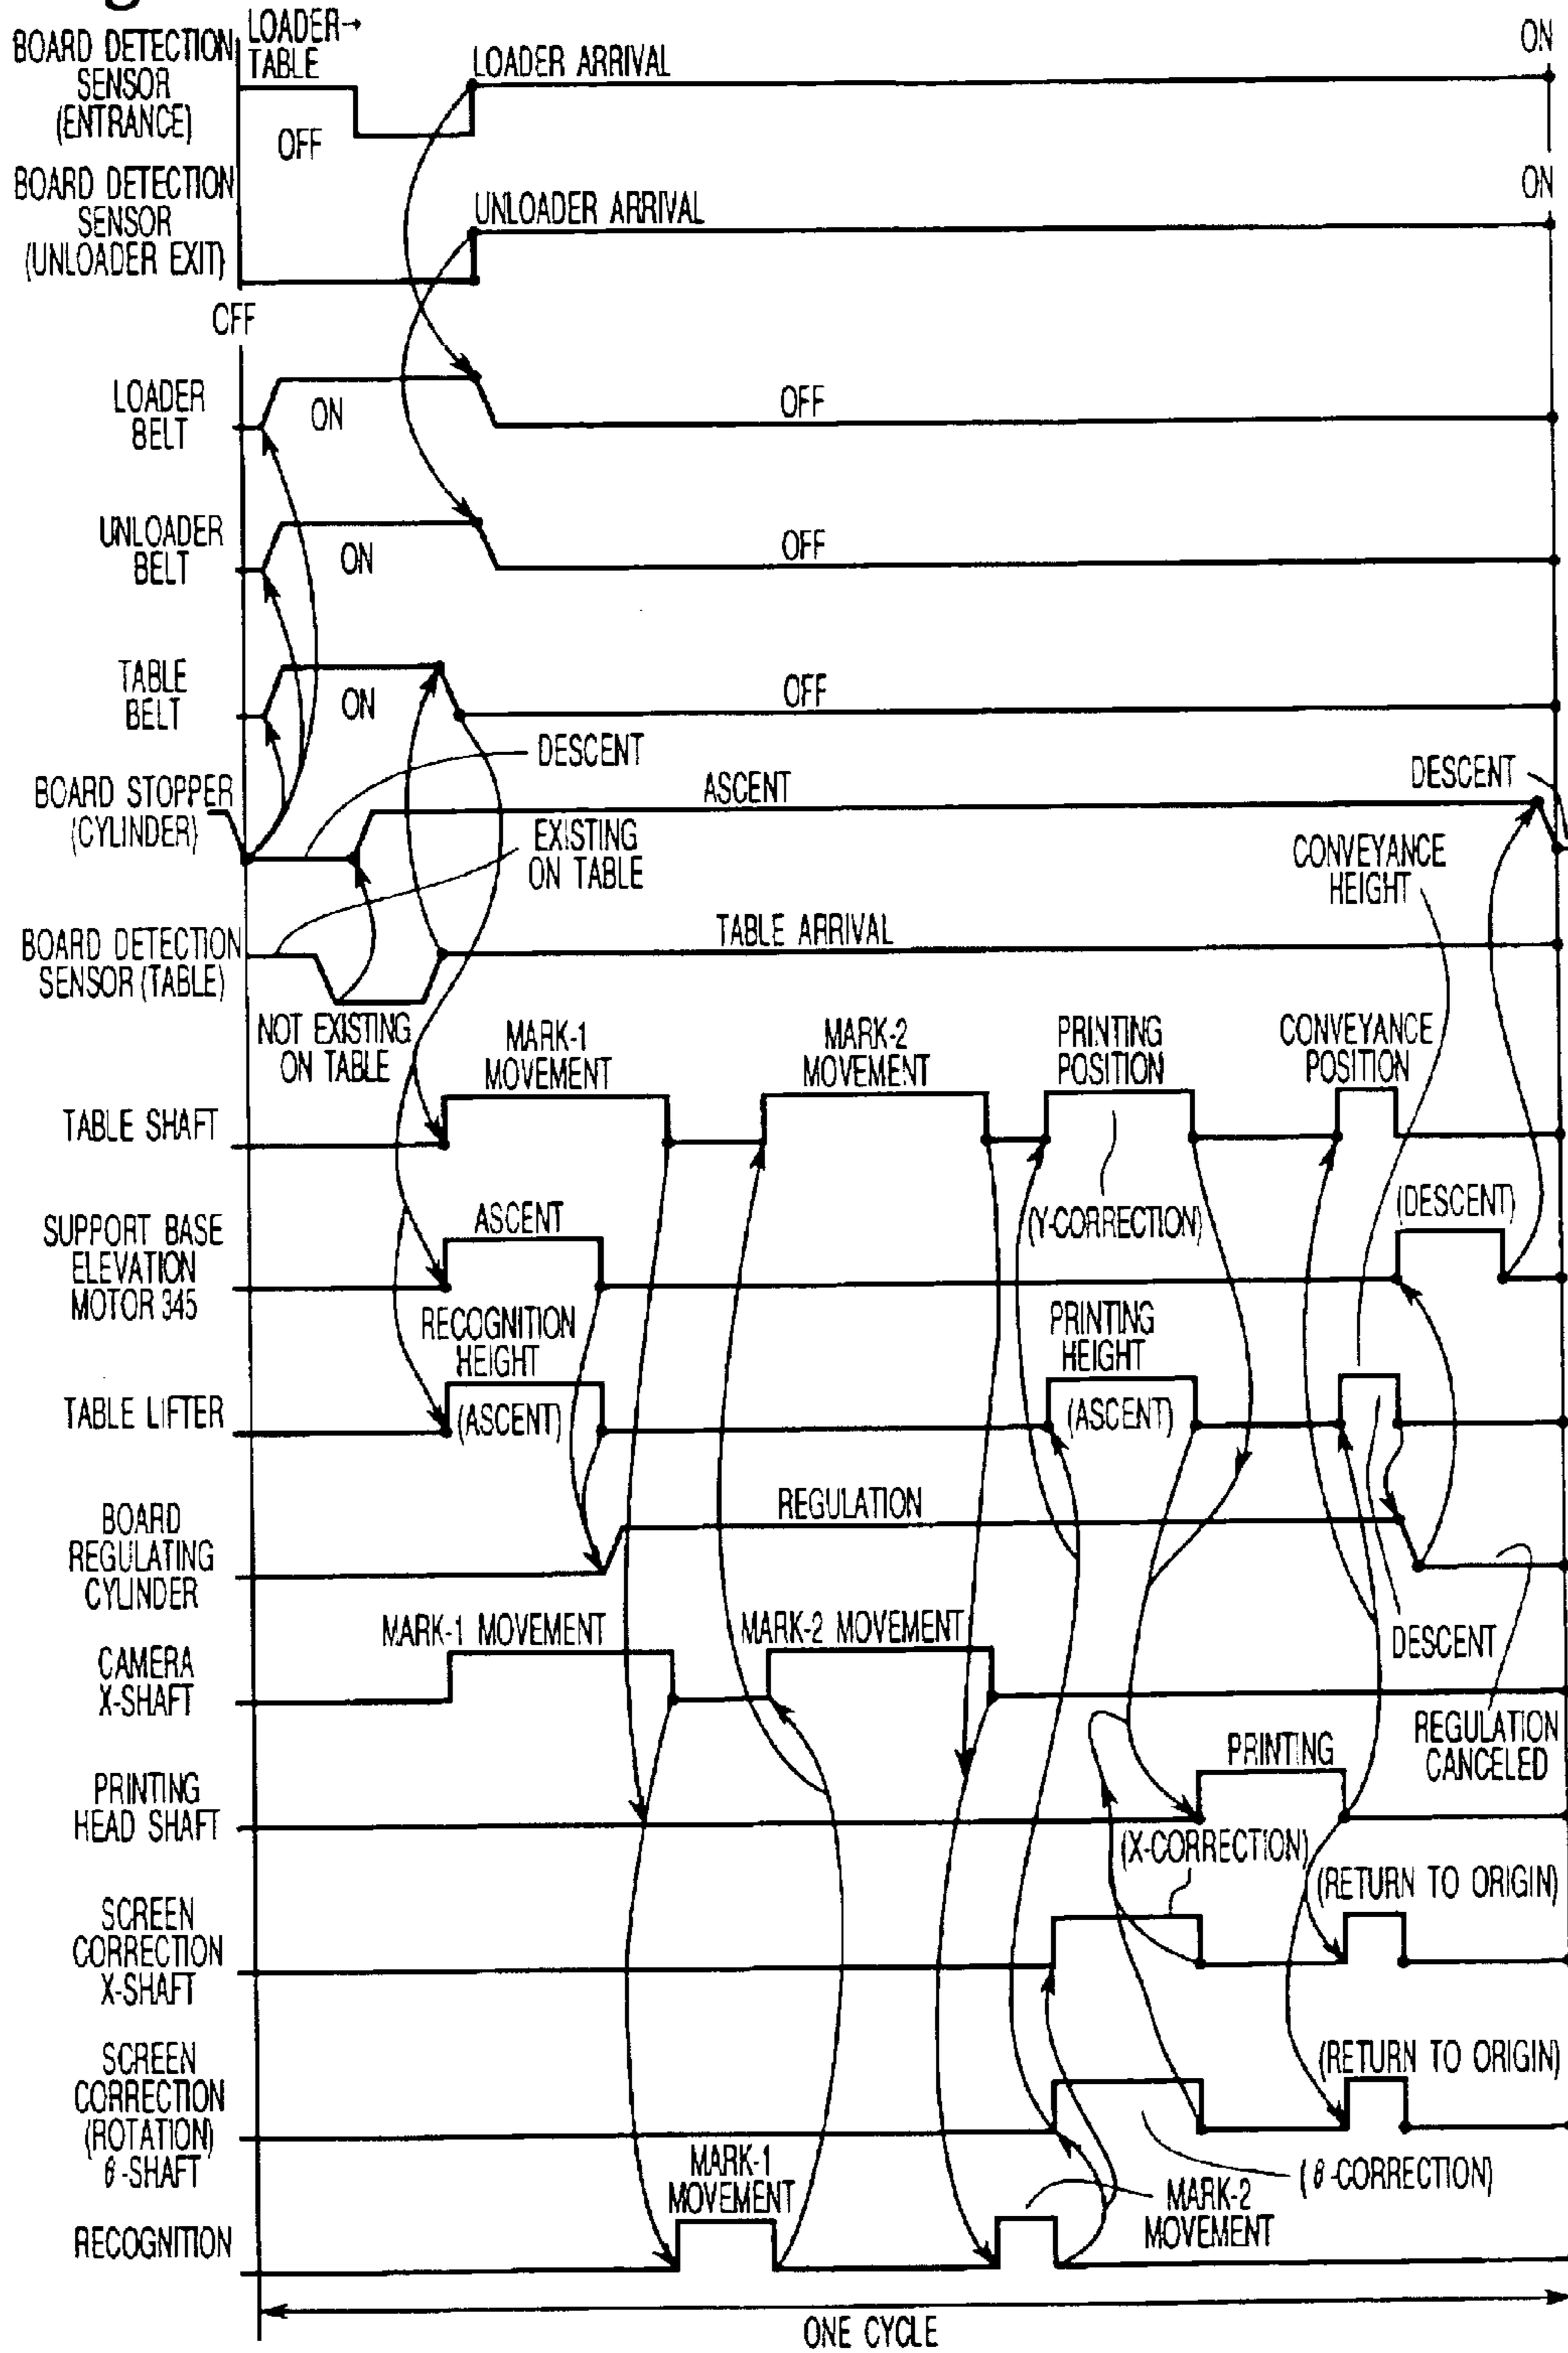 g
LOADER→
TABLE
BOARD DETECTION
SENSOR
(ENTRANCE)
OFF
LOADER ARRIVAL
ON
BOARD DETECTION
SENSOR
(UNLOADER EXIT)
UNLOADER ARRIVAL
ON
OFF
LOADER
BELT
ON
OFF
UNLOADER
BELT
ON
OFF
TABLE
BELT
ON
OFF
DESCENT
BOARD STOPPER
(CYLINDER)
ASCENT
DESCENT
EXISTING
ON TABLE
CONVEYANCE
HEIGHT
BOARD DETECTION
SENSOR (TABLE)
TABLE ARRIVAL
NOT EXISTING
ON TABLE
MARK-1
MOVEMENT
MARK-2
MOVEMENT
PRINTING
POSITION
CONVEYANCE
POSITION
TABLE SHAFT
(Y-CORRECTION)
SUPPORT BASE
ELEVATION
MOTOR 345
ASCENT
(DESCENT)
RECOGNITION
HEIGHT
PRINTING
HEIGHT
TABLE LIFTER
(ASCENT)
(ASCENT)
BOARD
REGULATING
CYLINDER
REGULATION
DESCENT
MARK-1 MOVEMENT
MARK-2 MOVEMENT
CAMERA
X-SHAFT
REGULATION
CANCELED
PRINTING
PRINTING
HEAD SHAFT
(X-CORRECTION)
(RETURN TO ORIGIN)
SCREEN
CORRECTION
X-SHAFT
SCREEN
CORRECTION
(ROTATION)
θ-SHAFT
(RETURN TO ORIGIN)
(θ-CORRECTION)
MARK-1
MOVEMENT
MARK-2
MOVEMENT
RECOGNITION
ONE CYCLE